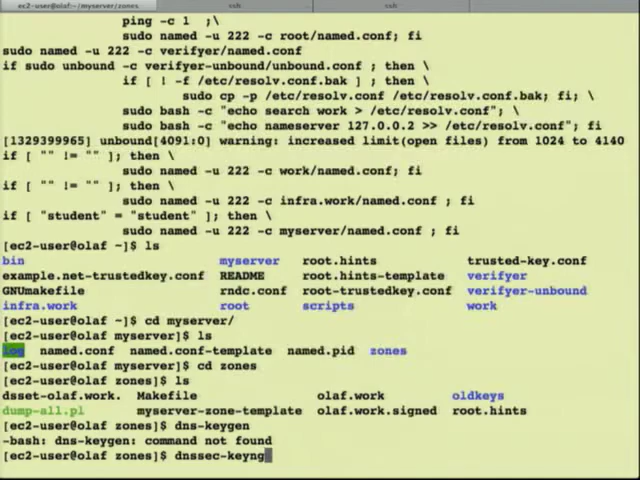 ec2-user@olaf:~/myserver/zones ssh ssh
ping -c 1  ;\
sudo named -u 222 -c root/named.conf; fi
sudo named -u 222 -c verifyer/named.conf
if sudo unbound -c verifyer-unbound/unbound.conf ; then \
if [ ! -f /etc/resolv.conf.bak ] ; then \
sudo cp -p /etc/resolv.conf /etc/resolv.conf.bak; fi; \
sudo bash -c "echo search work > /etc/resolv.conf"; \
sudo bash -c "echo nameserver 127.0.0.2 >> /etc/resolv.conf"; fi
[1329399965] unbound[4091:0] warning: increased limit(open files) from 1024 to 4140
if [ "" != "" ]; then \
sudo named -u 222 -c work/named.conf; fi
if [ "" != "" ]; then \
sudo named -u 222 -c infra.work/named.conf ; fi
if [ "student" = "student" ]; then \
sudo named -u 222 -c myserver/named.conf ; fi
[ec2-user@olaf ~]$ ls
bin myserver root.hints trusted-key.conf
example.net-trustedkey.conf README root.hints-template verifyer
GNUmakefile rndc.conf root-trustkey.conf verifyer-unbound
infra.work root scripts work
[ec2-user@olaf ~]$ cd myserver/
[ec2-user@olaf myserver]$ ls
log named.conf named.conf-template named.pid zones
[ec2-user@olaf myserver]$ cd zones
[ec2-user@olaf zones]$ ls
dsset-olaf.work. Makefile olaf.work oldkeys
dump-all.pl myserver-zone-template olaf.work.signed root.hints
[ec2-user@olaf zones]$ dns-keygen
-bash: dns-keygen: command not found
[ec2-user@olaf zones]$ dnssec-keyng